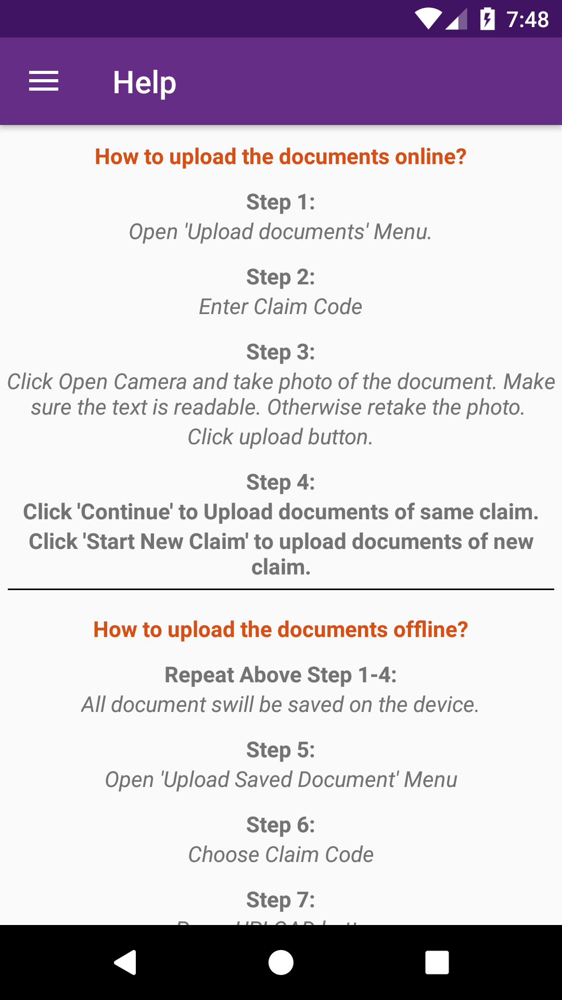 7:48
Help
How to upload the documents online?
Step 1:
Open 'Upload documents' Menu.
Step 2:
Enter Claim Code
Step 3:
Click Open Camera and take photo of the document. Make
sure the text is readable. Otherwise retake the photo.
Click upload button.
Step 4:
Click 'Continue' to Upload documents of same claim.
Click 'Start New Claim' to upload documents of new
claim.
How to upload the documents offline?
Repeat Above Step 1-4:
All document swill be saved on the device.
Step 5:
Open 'Upload Saved Document' Menu
Step 6:
Choose Claim Code
Step 7: